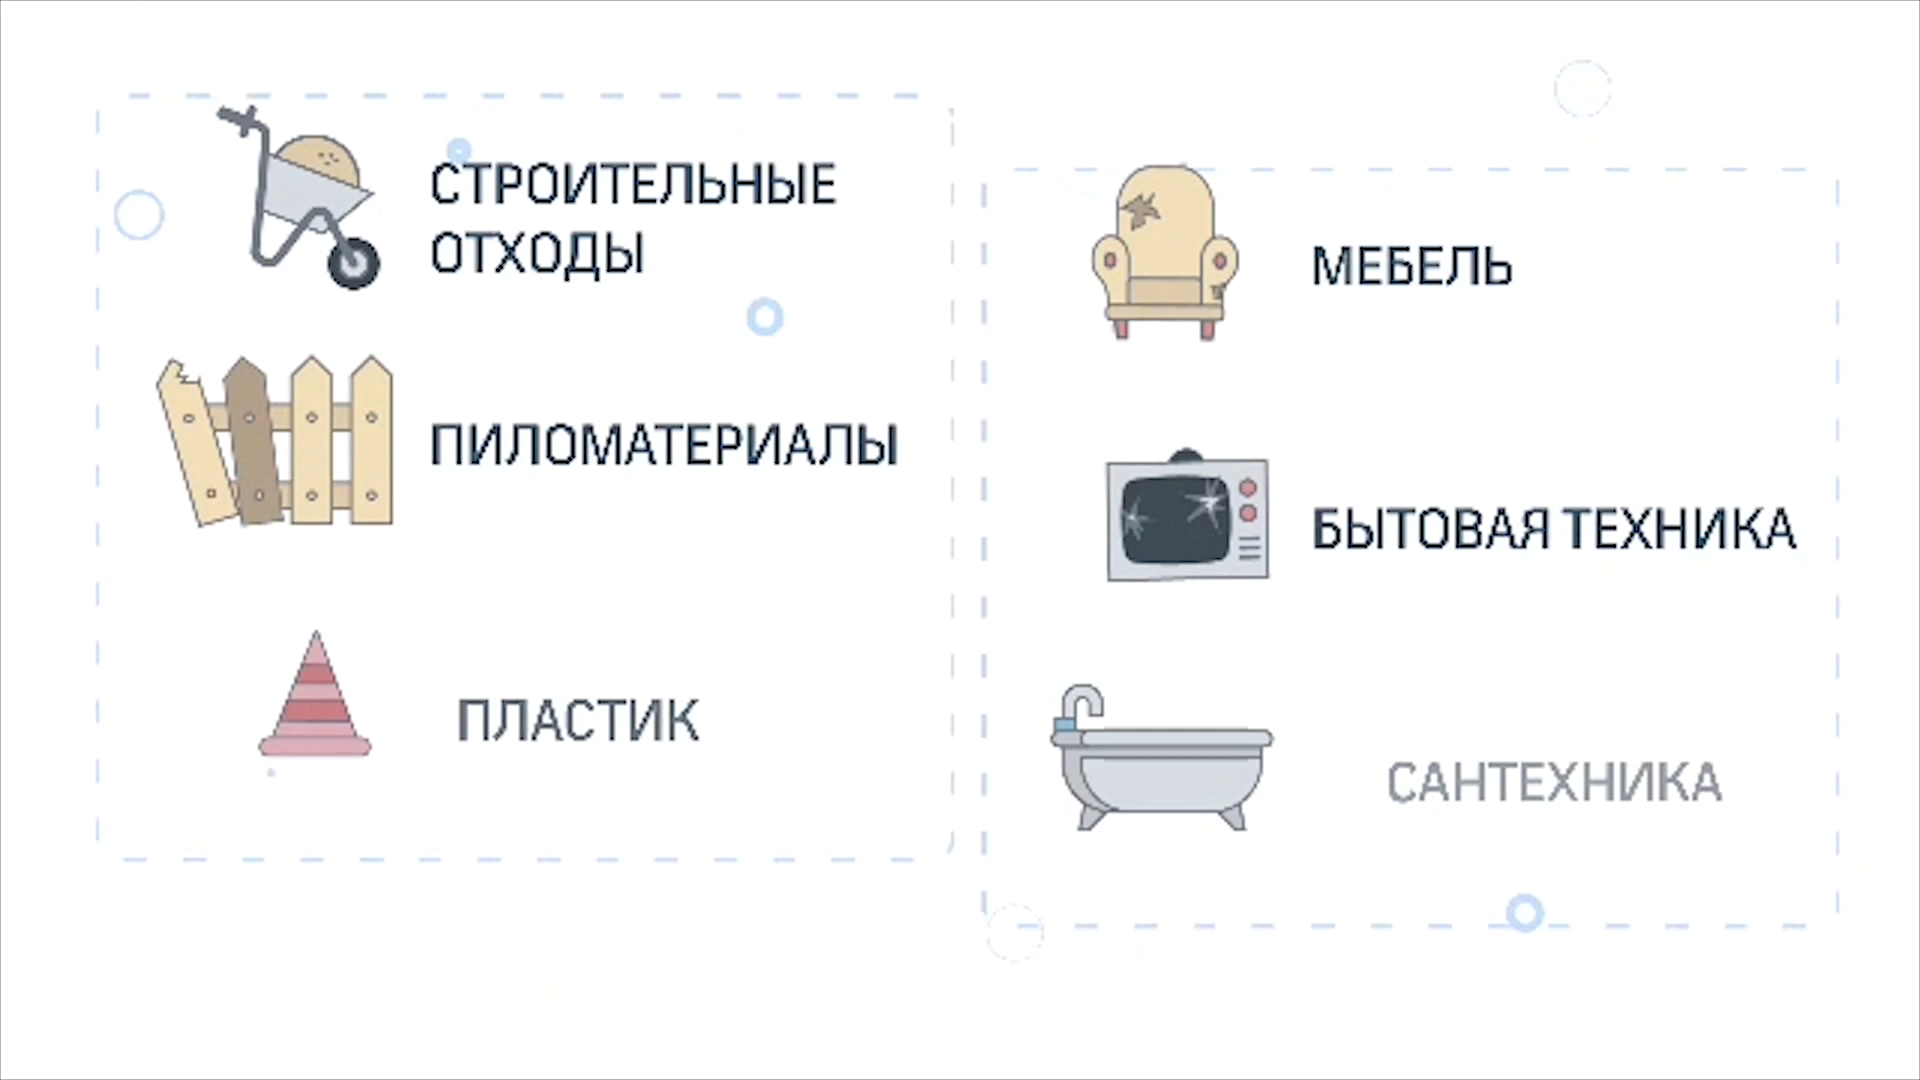 СТРОИТЕЛЬНЫЕ
ОТХОДЫ
ПИЛОМАТЕРИАЛЫ
ПЛАСТИК
МЕБЕЛЬ
БЫТОВАЯ ТЕХНИКА
САНТЕХНИКА